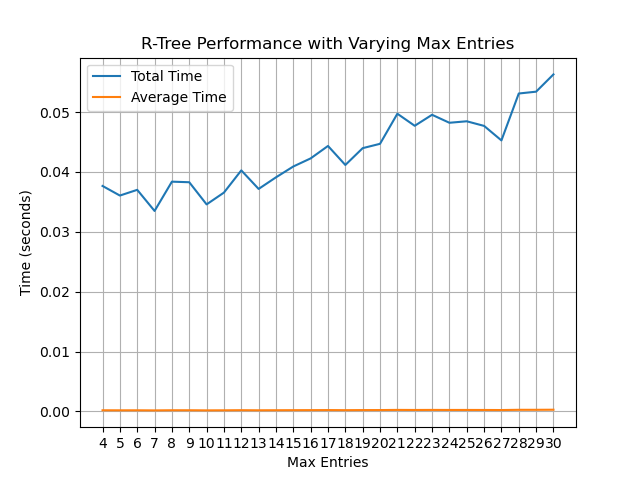 R-Tree Performance with Varying Max Entries
Total Time
Average Time
0.05
0.04
0.03
0.02
0.01
0.00
Time (seconds)
4 5 6 7 8 9 10 11 12 13 14 15 16 17 18 19 20 21 22 23 24 25 26 27 28 29 30
Max Entries